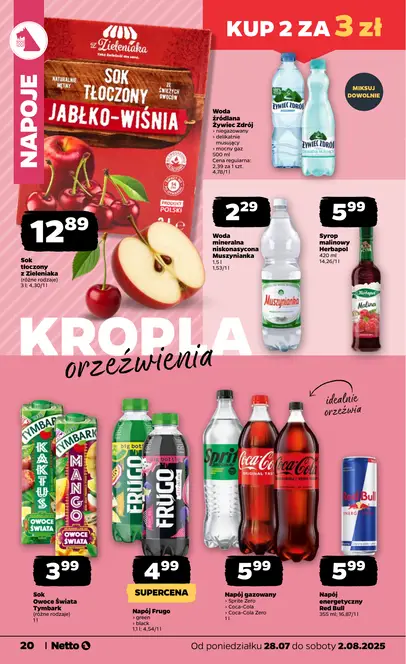 NAPOJE
z Zieleniaka
NATURALNIE
MĘTNY
SOK
TŁOCZONY
ZE
ŚWIEŻYCH
OWOCÓW
JABŁKO-WIŚNIA
PRODUKT
POLSKI
3L
12 89
Sok
tłoczony
z Zieleniaka
(różne rodzaje)
3 l; 4,30/1 l
KUP 2 ZA 3 zł
MIKSUJ
DOWOLNIE
Woda
źródlana
Żywiec Zdrój
• niegazowany
• delikatnie
musujący
• mocny gaz
500 ml
Cena regularna:
2,39 za 1 szt.
4,78/1 l
ŻYWIEC ZDRÓJ
ŻYWIEC ZDRÓJ
2 29
Woda
mineralna
niskonasycona
Muszynianka
1,5 l
1,53/1 l
Muszynianka
5 99
Syrop
malinowy
Herbapol
420 ml
14,26/1 l
Herbapol
Malina
KROPLA
orzeźwienia
idealnie
orzeźwia
TYMBARK
KAKTUS
OWOCE
ŚWIATA
TYMBARK
MANGO
OWOCE
ŚWIATA
FRUGO
FRUGO
Sprite
Coca-Cola
Coca-Cola
Red Bull
3 99
Sok
Owoce Świata
Tymbark
(różne rodzaje)
1 l
4 99
SUPERCENA
Napój Frugo
• green
• black
1,1 l; 4,54/1 l
6 99
Napój gazowany
• Sprite Zero
• Coca-Cola
• Coca-Cola Zero
1 l
5 99
Napój
energetyczny
Red Bull
355 ml; 16,87/1 l
20 Netto
Od poniedziałku 28.07 do soboty 2.08.2025